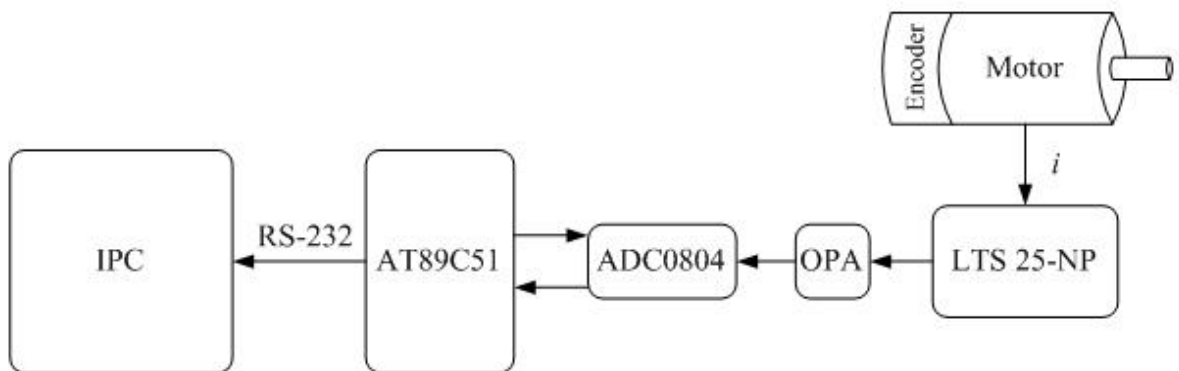 Encoder
Motor
i
RS-232
IPC
AT89C51
ADC0804
OPA
LTS 25-NP